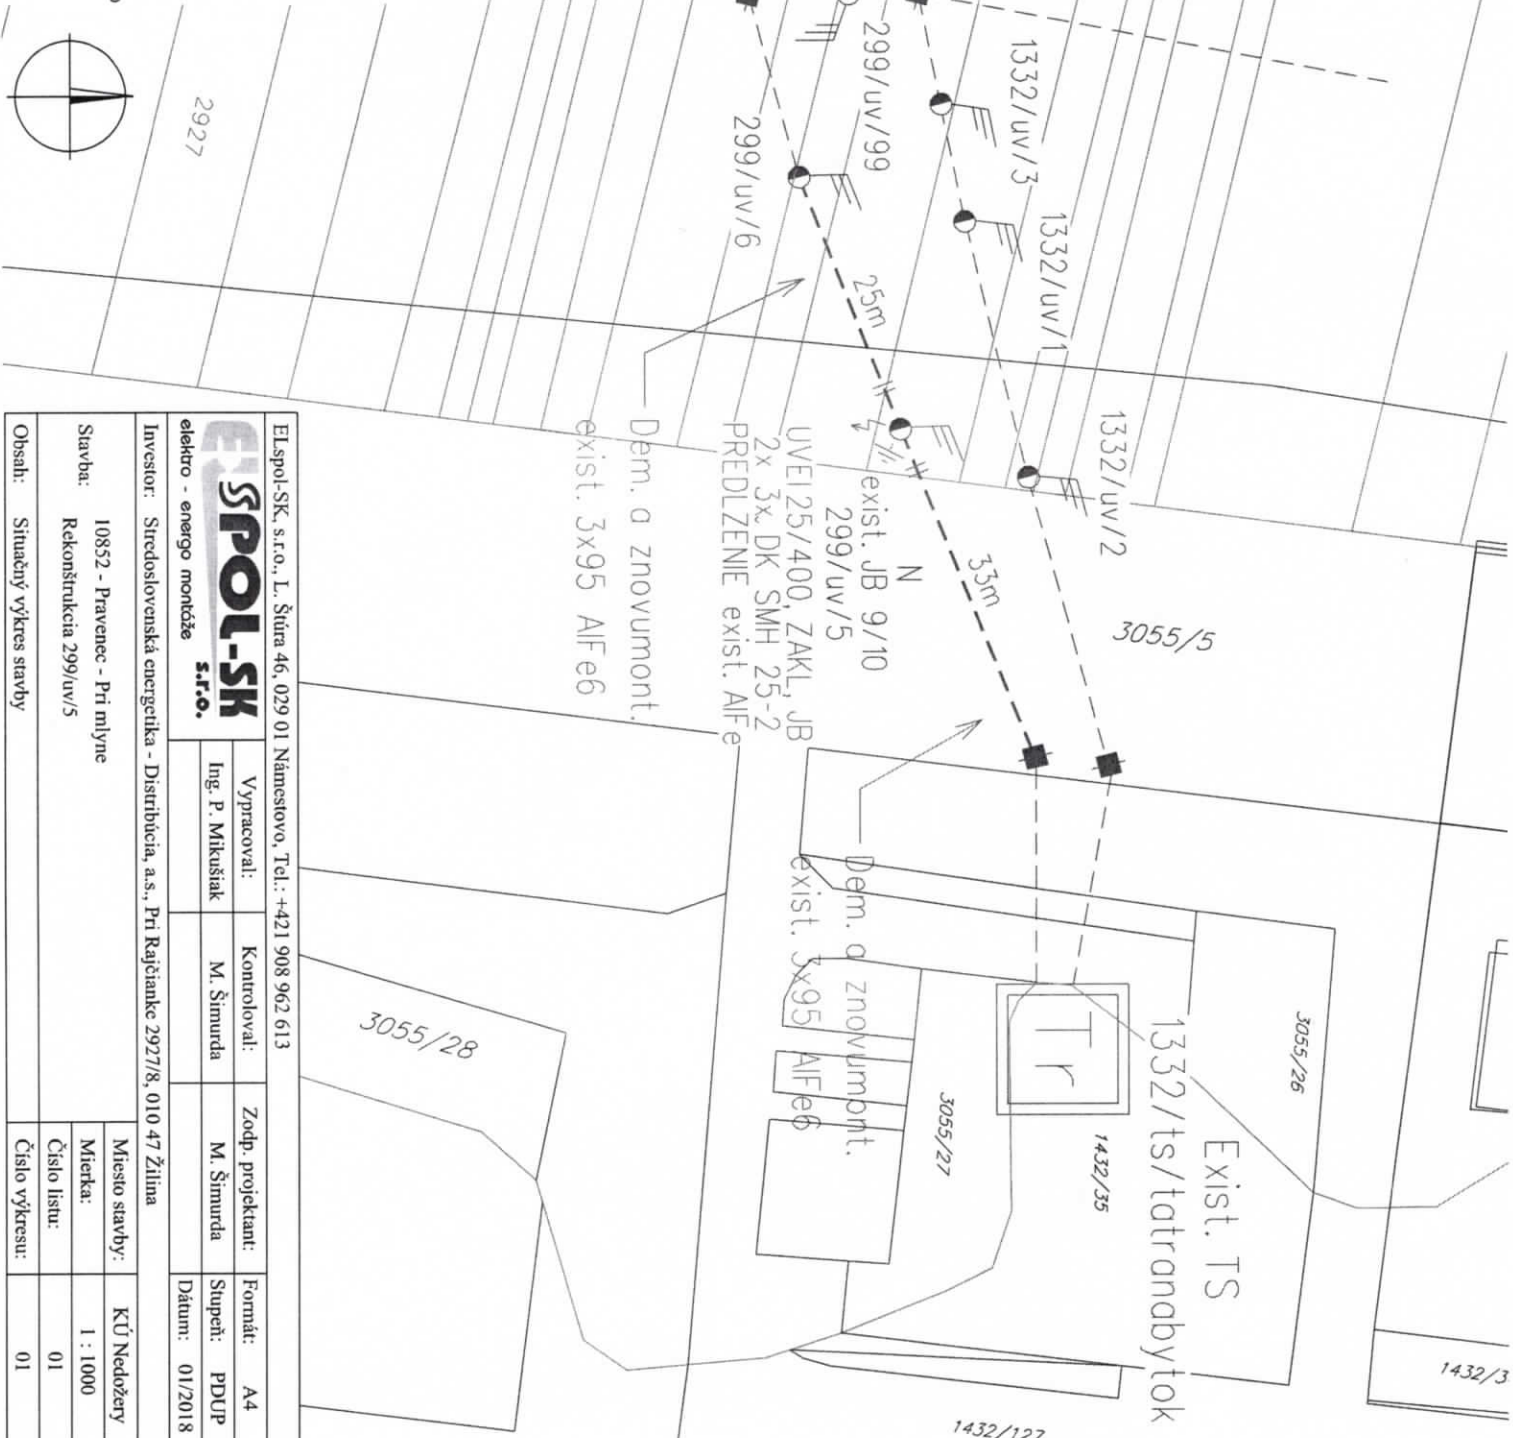 2927
1332/uv/3
299/uv/99
299/uv/6
1332/uv/1
1332/uv/2
25m
33m
N
exist. JB 9/10
299/uv/5
UVEI 25/400, ZAKL, JB
2x 3x DK SMH 25-2
PREDLZENIE exist. AlFe
Dem. a znovumont.
exist. 3x95 AlFe6
3055/5
Dem. a znovumont.
exist. 3x95 AlFe6
Tr
Exist. TS
1332/ts/tatranabytok
3055/26
1432/35
3055/27
3055/28
1432/3
1432/127
ELspol-SK, s.r.o., L. Štúra 46, 029 01 Námestovo, Tel.: +421 908 962 613
ELSPOL-SK
s.r.o.
elektro - energo montáže
Vypracoval: Kontroloval: Zodp. projektant: Formát: A4
Ing. P. Mikušiak M. Šimurda M. Šimurda Stupeň: PDUP
Dátum: 01/2018
Investor: Stredoslovenská energetika - Distribúcia, a.s., Pri Rajčianke 2927/8, 010 47 Žilina
Stavba: 10852 - Pravenec - Pri mlyne
Rekonštrukcia 299/uv/5
Miesto stavby: KÚ Nedožery
Mierka: 1 : 1000
Číslo listu: 01
Obsah: Situačný výkres stavby
Číslo výkresu: 01